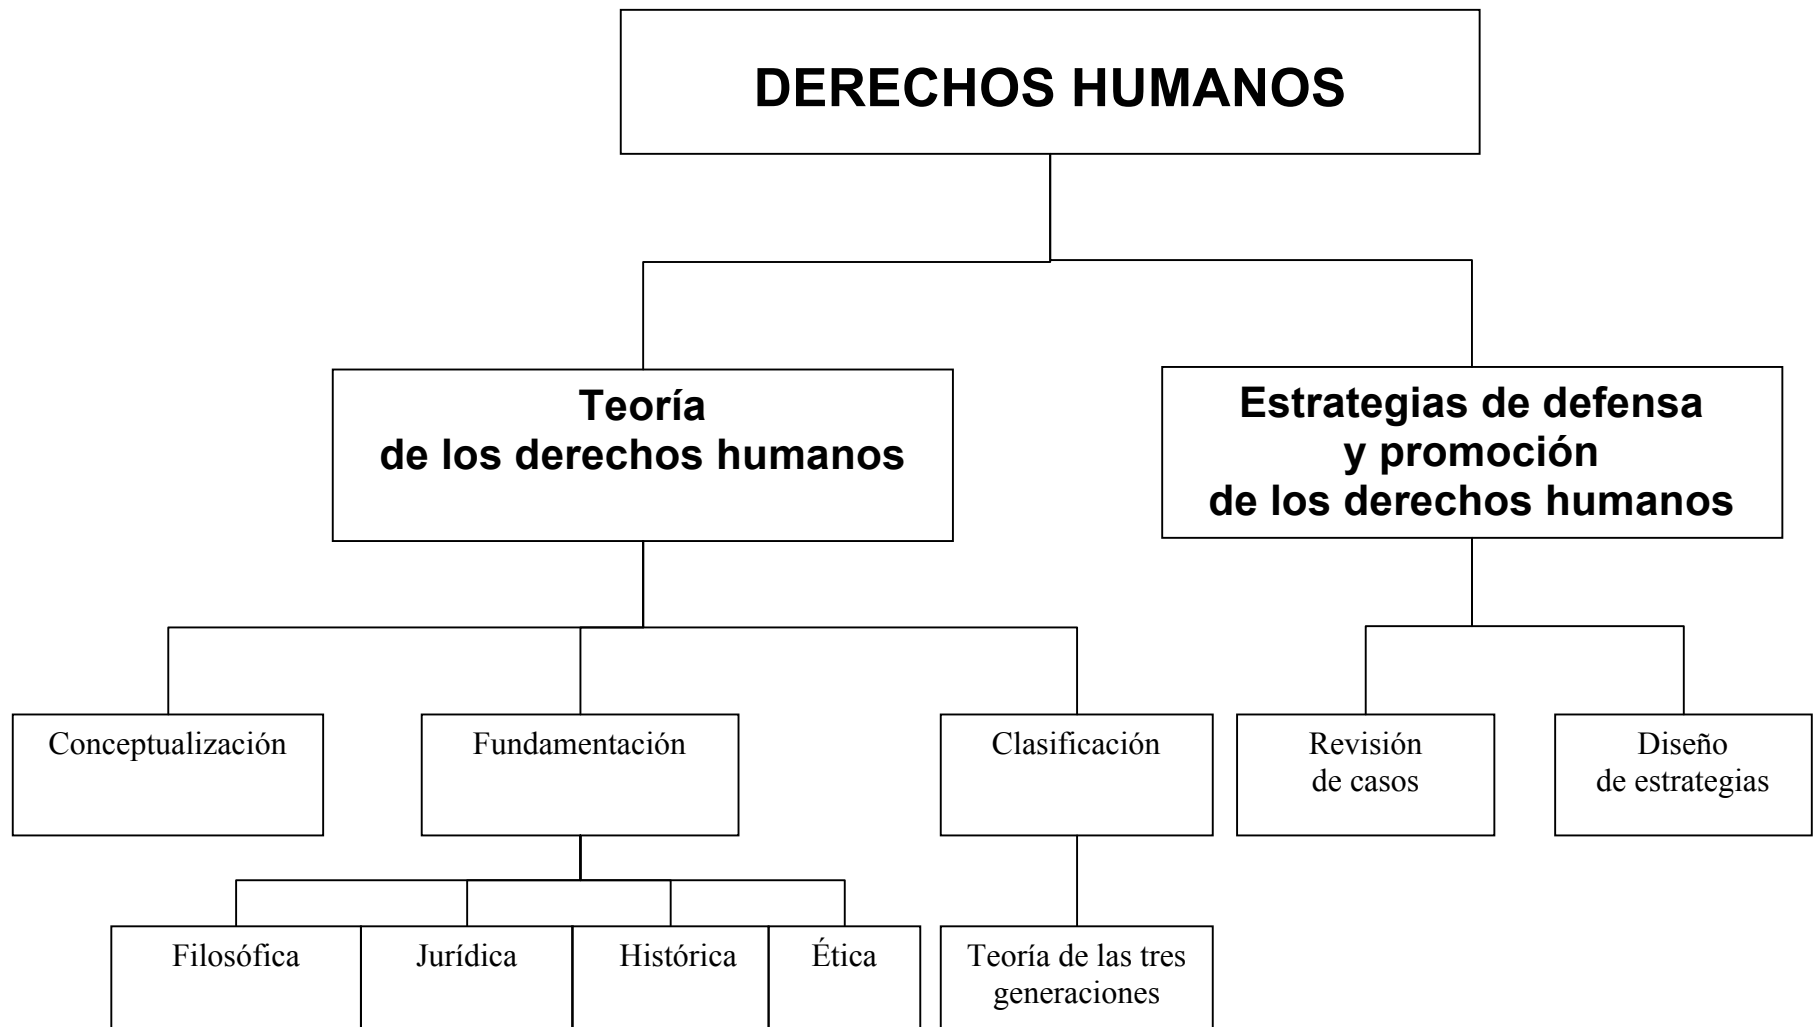 DERECHOS HUMANOS
Teoría
de los derechos humanos
Estrategias de defensa
y promoción
de los derechos humanos
Conceptualización
Fundamentación
Clasificación
Revisión
de casos
Diseño
de estrategias
Filosófica
Jurídica
Histórica
Ética
Teoría de las tres
generaciones